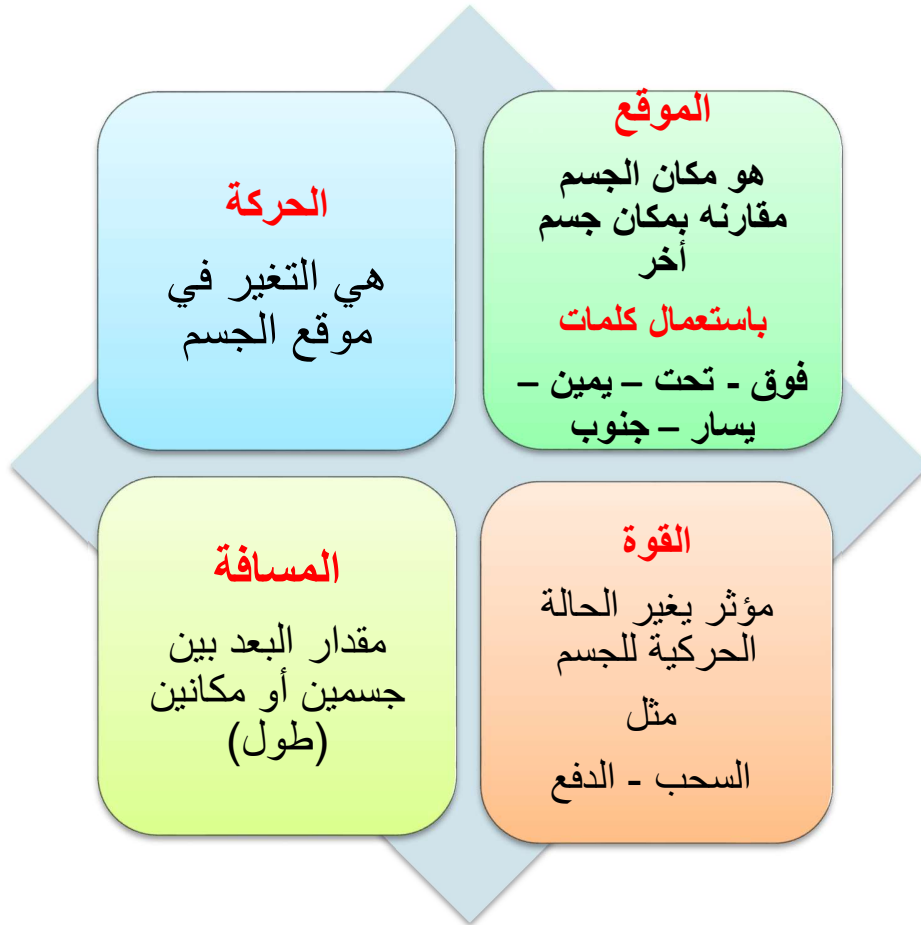 الموقع
هو مكان الجسم
مقارنه بمكان جسم
أخر
باستعمال كلمات
فوق - تحت – يمين –
يسار – جنوب
الحركة
هي التغير في
موقع الجسم
القوة
مؤثر يغير الحالة
الحركية للجسم
مثل
السحب - الدفع
المسافة
مقدار البعد بين
جسمين أو مكانين
(طول)